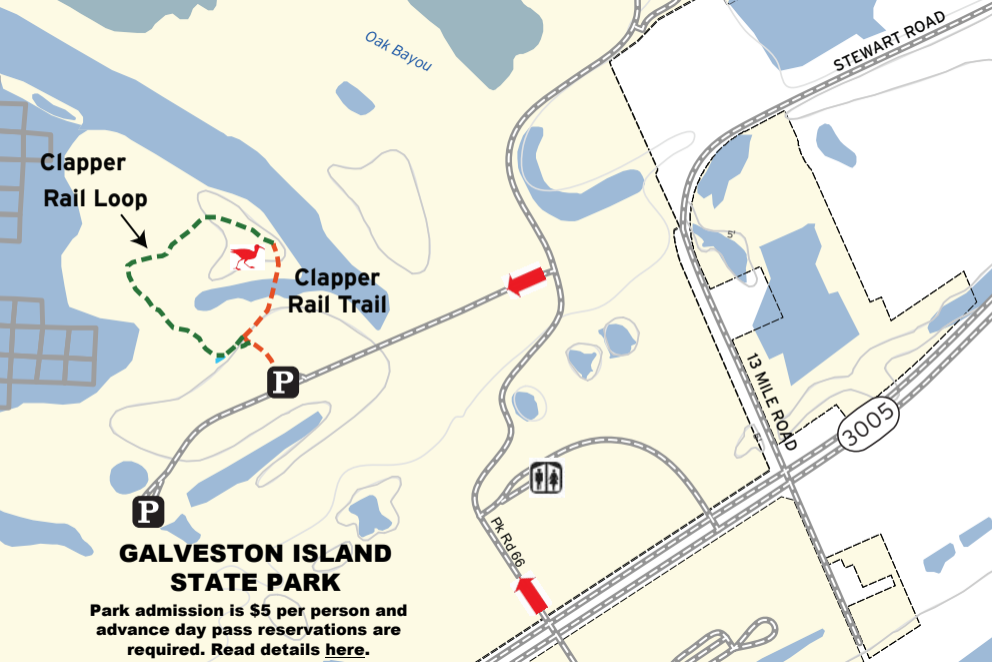 Oak Bayou
STEWART ROAD
Clapper
Rail Loop
5'
Clapper
Rail Trail
P
13 MILE ROAD
3005
P
Pk Rd 66
GALVESTON ISLAND
STATE PARK
Park admission is $5 per person and
advance day pass reservations are
required. Read details here.